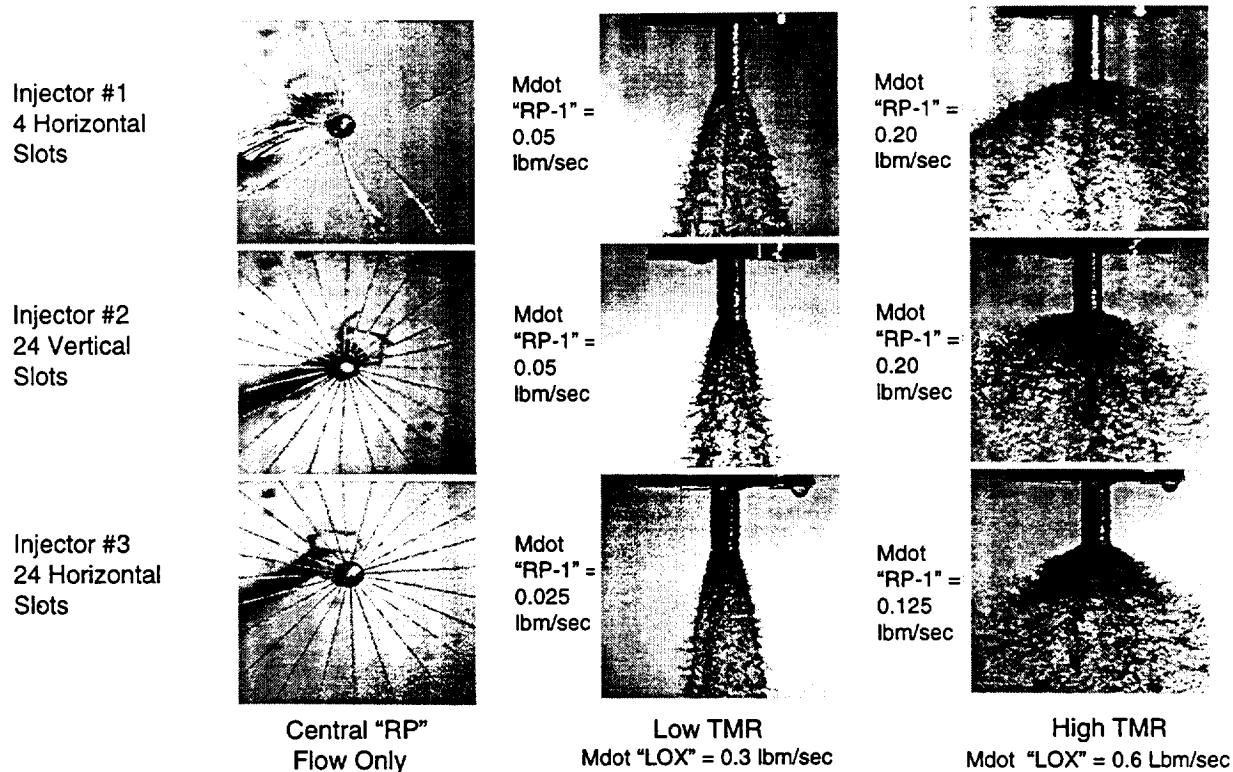 Injector #1
4 Horizontal
Slots
Mdot
"RP-1" =
0.05
lbm/sec
Mdot
"RP-1" =
0.20
lbm/sec
Injector #2
24 Vertical
Slots
Mdot
"RP-1" =
0.05
lbm/sec
Mdot
"RP-1" =
0.20
lbm/sec
Injector #3
24 Horizontal
Slots
Mdot
"RP-1" =
0.025
lbm/sec
Mdot
"RP-1" =
0.125
lbm/sec
Central "RP"
Flow Only
Low TMR
Mdot "LOX" = 0.3 lbm/sec
High TMR
Mdot "LOX" = 0.6 Lbm/sec